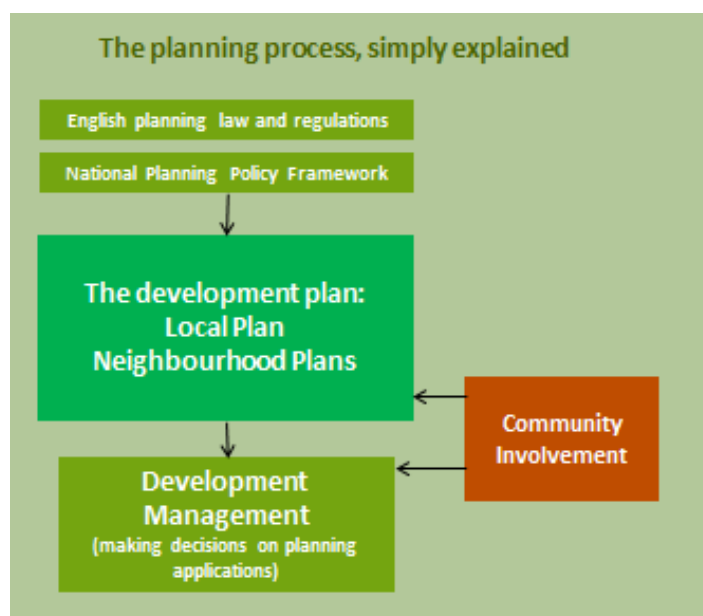 The planning process, simply explained
English planning law and regulations
National Planning Policy Framework
The development plan:
Local Plan
Neighbourhood Plans
Community
Involvement
Development
Management
(making decisions on planning
applications)